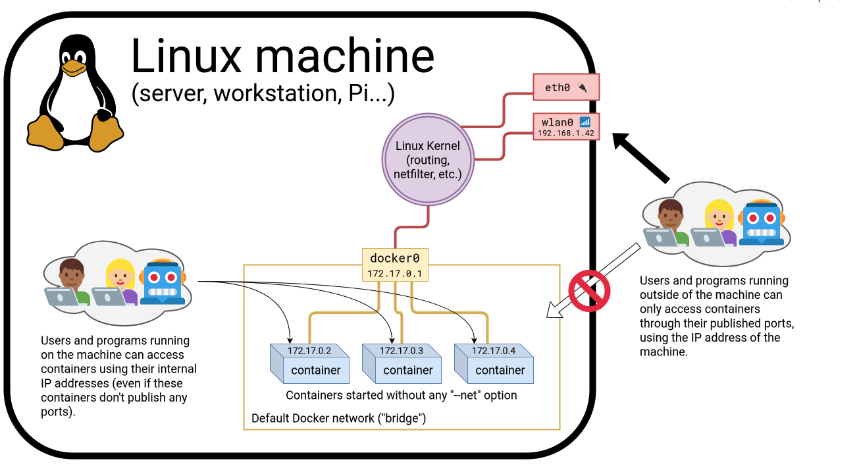 Linux machine
(server, workstation, Pi...)
eth0
wlan0
192.168.1.42
Linux Kernel
(routing,
netfilter, etc.)
docker0
172.17.0.1
172.17.0.2
container
172.17.0.3
container
172.17.0.4
container
Containers started without any "--net" option
Default Docker network ("bridge")
Users and programs running
on the machine can access
containers using their internal
IP addresses (even if these
containers don't publish any
ports).
Users and programs running
outside of the machine can
only access containers
through their published ports,
using the IP address of the
machine.